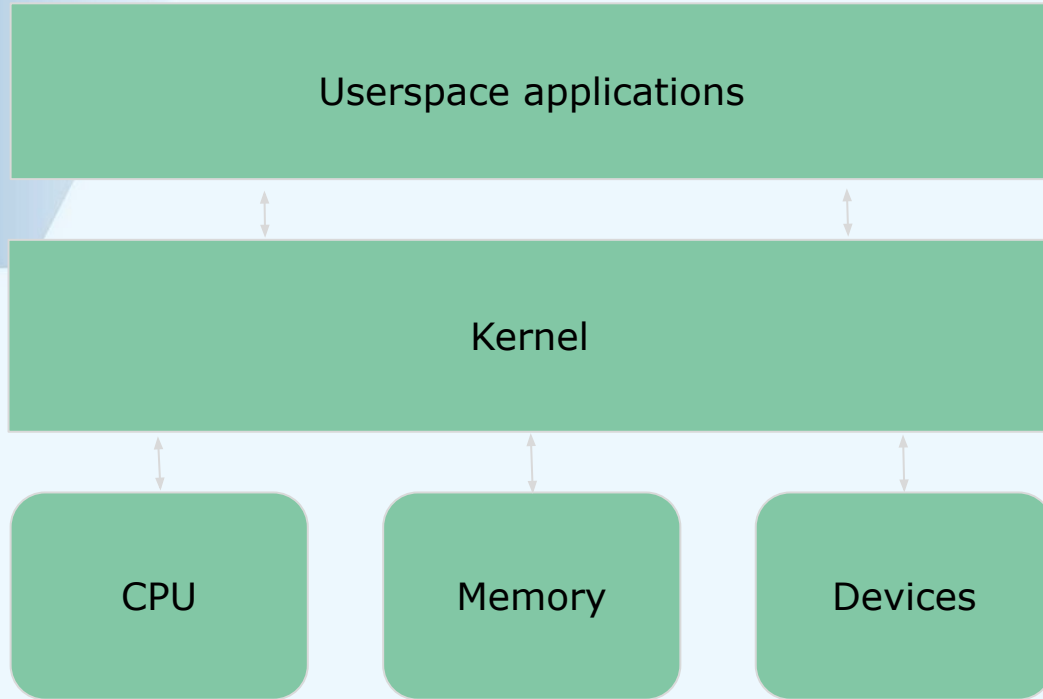 Userspace applications
Kernel
CPU
Memory
Devices